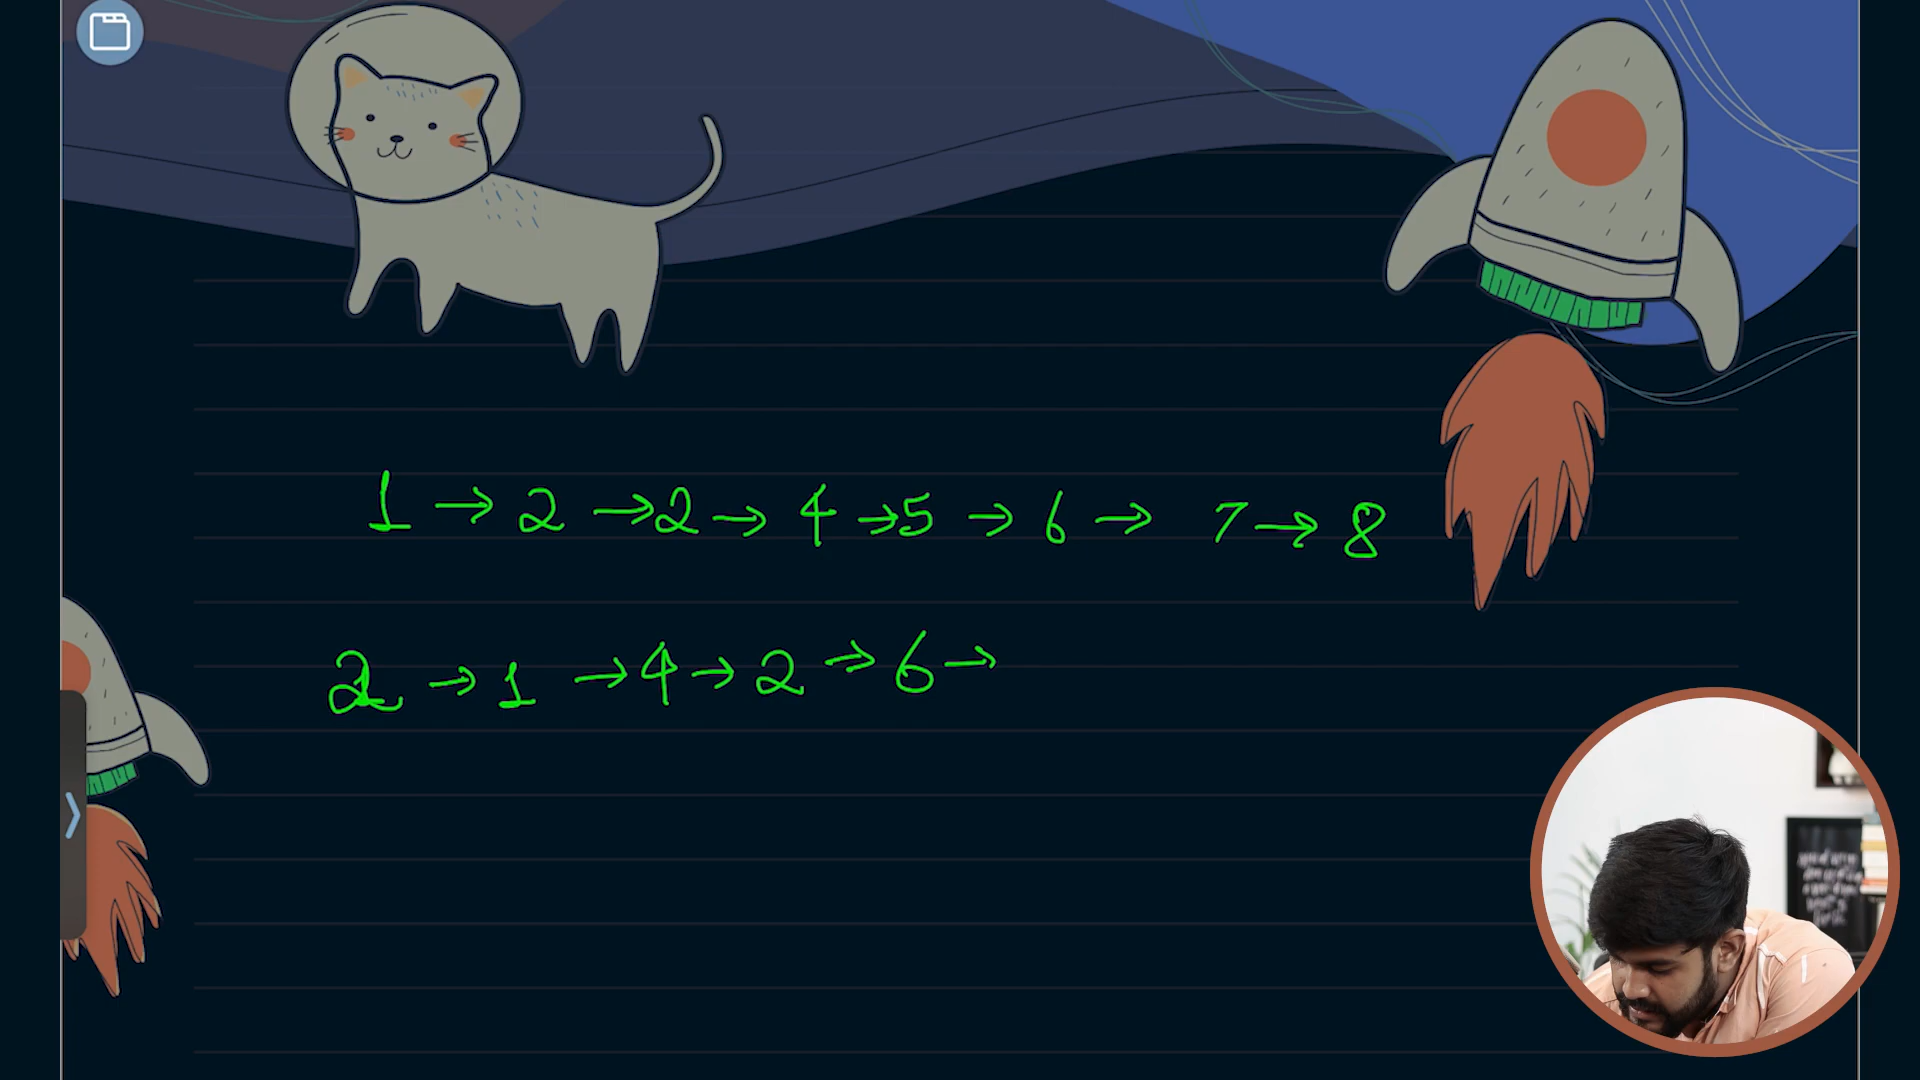 1 → 2 → 2 → 4 → 5 → 6 → 7 → 8
2 → 1 → 4 → 2 → 6 →